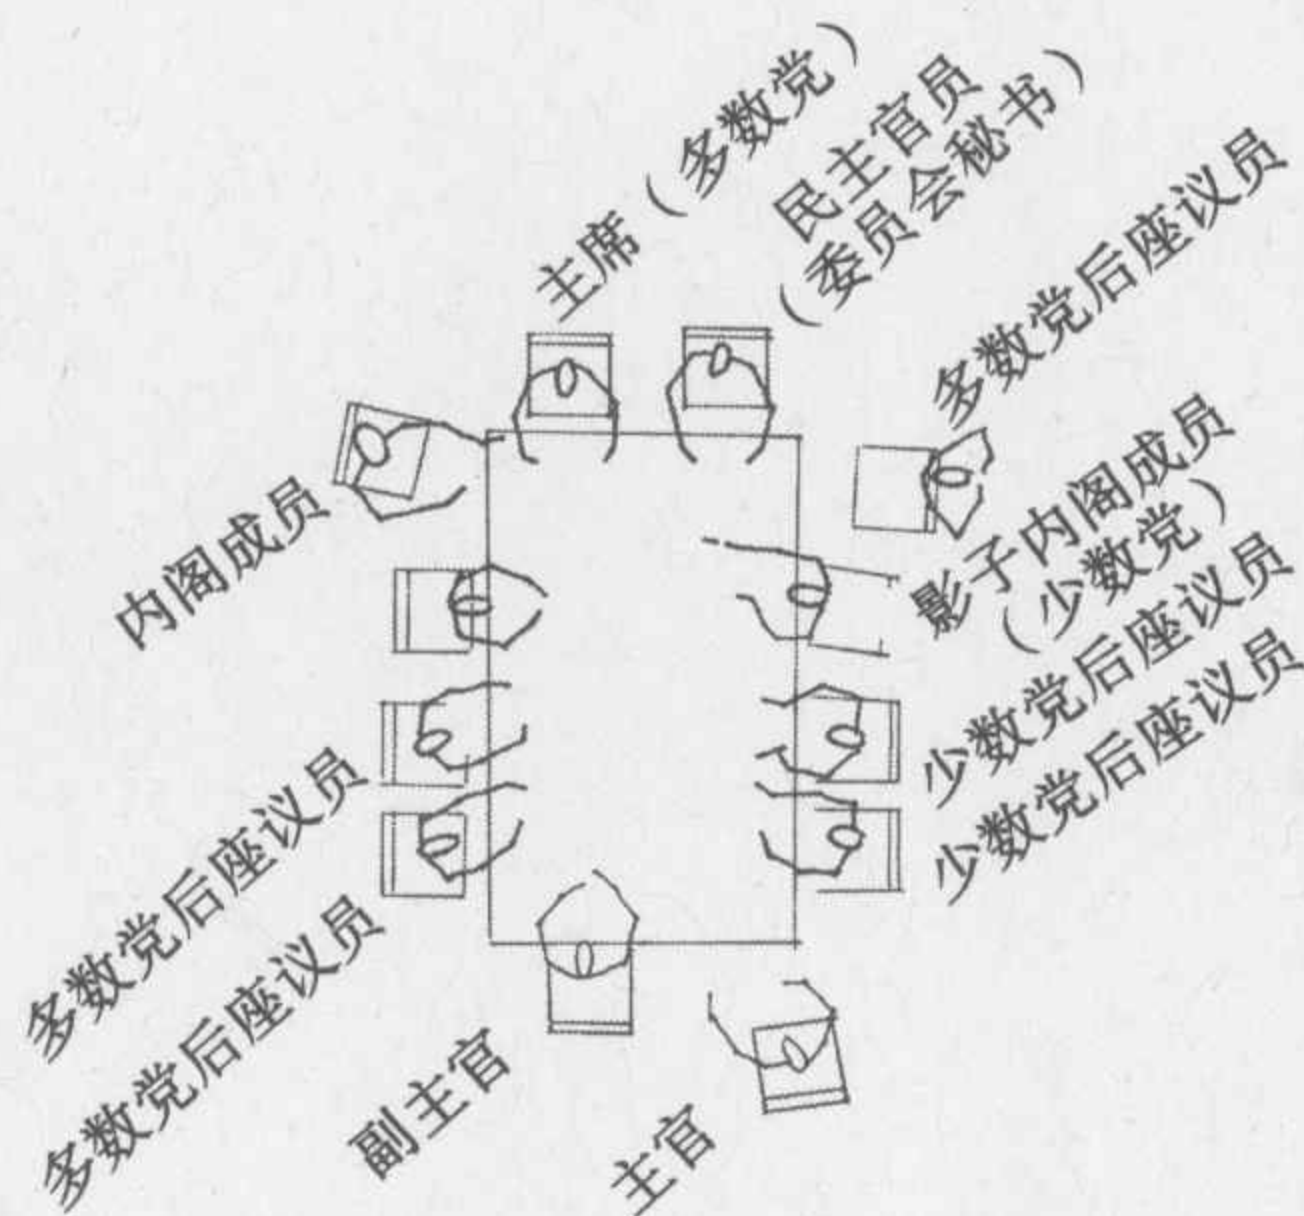 主席（多数党）
民主官员
（委员会秘书）
多数党后座议员
影子内阁成员
（少数党）
少数党后座议员
少数党后座议员
内阁成员
多数党后座议员
多数党后座议员
副主官
主官